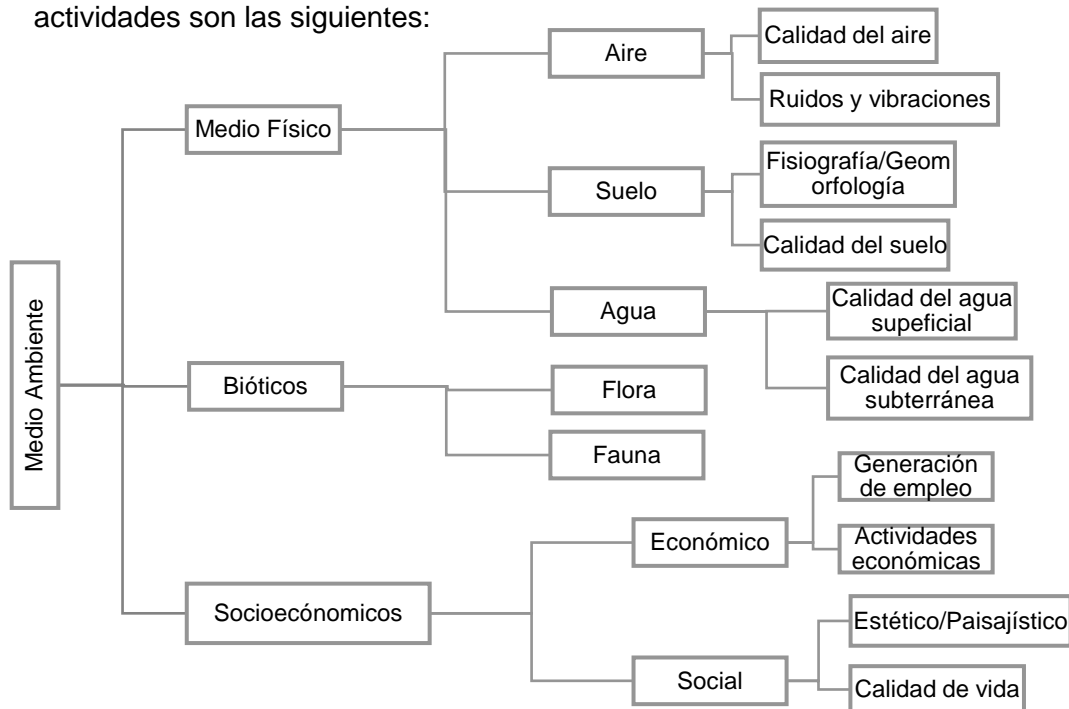 actividades son las siguientes:
Medio Ambiente
Medio Físico
Aire
Calidad del aire
Ruidos y vibraciones
Suelo
Fisiografía/Geom
orfología
Calidad del suelo
Agua
Calidad del agua
supeficial
Calidad del agua
subterránea
Bióticos
Flora
Fauna
Socioecónomicos
Económico
Generación
de empleo
Actividades
económicas
Social
Estético/Paisajístico
Calidad de vida